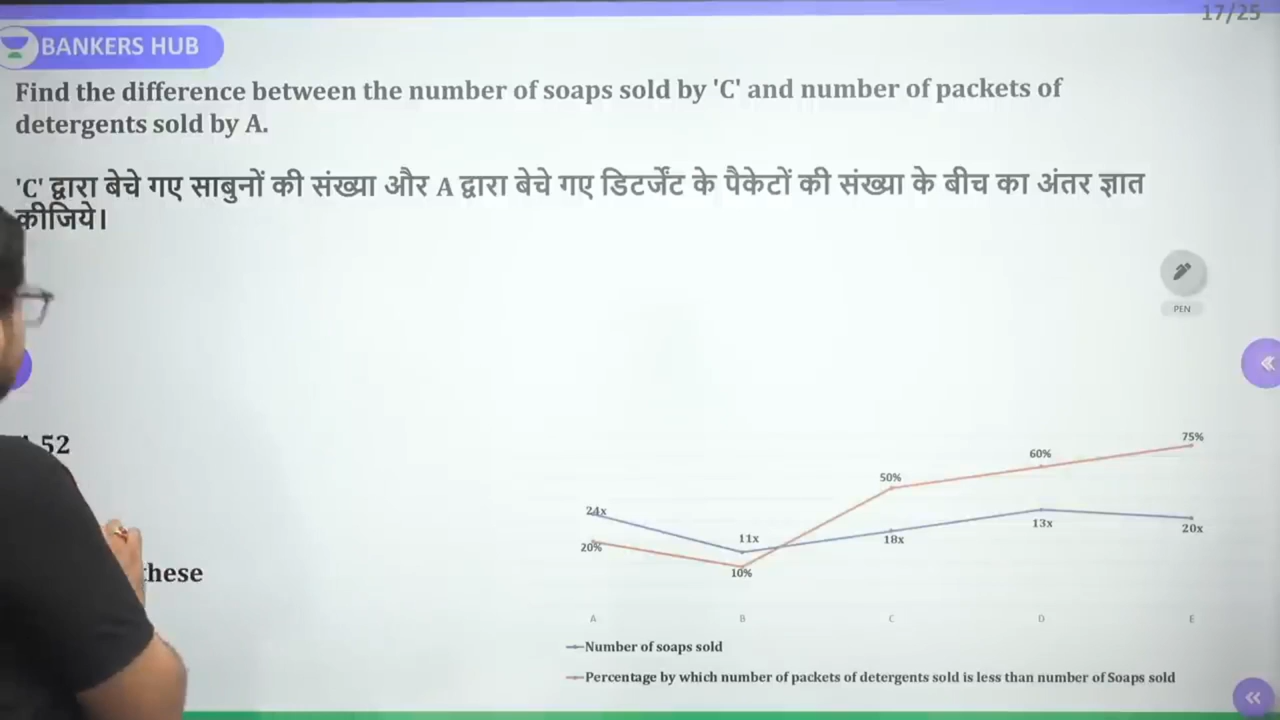 17/25
BANKERS HUB
Find the difference between the number of soaps sold by 'C' and number of packets of
detergents sold by A.
'C' द्वारा बेचे गए साबुनों की संख्या और A द्वारा बेचे गए डिटर्जेंट के पैकेटों की संख्या के बीच का अंतर ज्ञात
कीजिये।
PEN
52
these
75%
60%
50%
24x
11x
18x
13x
20x
20%
10%
A B C D E
Number of soaps sold
Percentage by which number of packets of detergents sold is less than number of Soaps sold